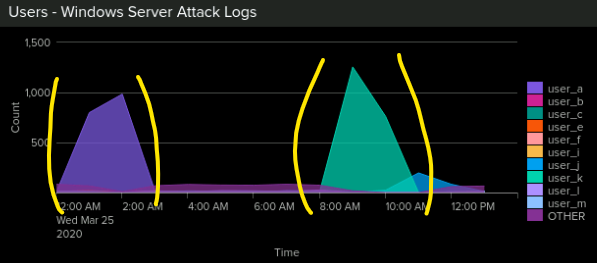 Users - Windows Server Attack Logs
1,500
1,000
500
Count
2:00 AM 2:00 AM 4:00 AM 6:00 AM 8:00 AM 10:00 AM 12:00 PM
Wed Mar 25
2020
Time
user_a
user_b
user_c
user_e
user_f
user_i
user_j
user_k
user_l
user_m
OTHER